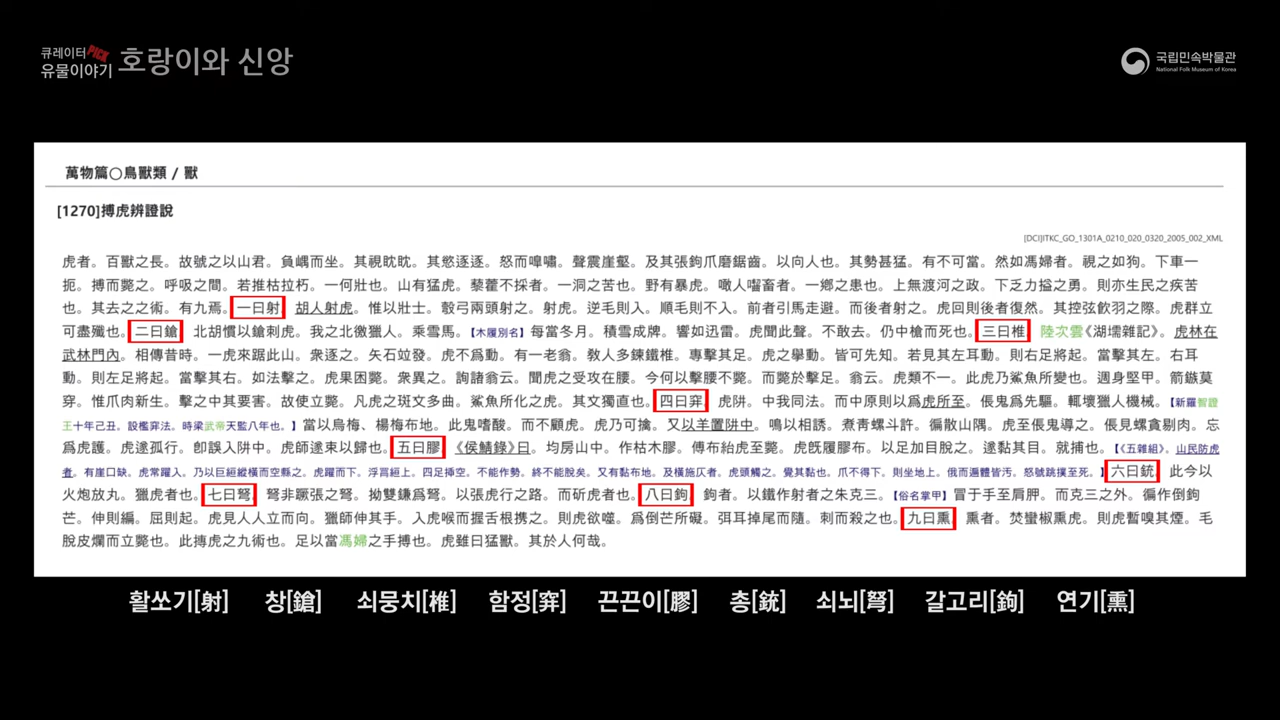 큐레이터PICK
유물이야기
호랑이와 신앙
국립민속박물관
National Folk Museum of Korea
萬物篇○鳥獸類 / 獸
[1270]搏虎辨證說
[DCI]ITKC_GO_1301A_0210_020_0320_2005_002_XML
虎者。百獸之長。故號之以山君。負嵎而坐。其視眈眈。其慾逐逐。怒而嘷嘯。聲震崖壑。及其張鉤爪磨鋸齒。以向人也。其勢甚猛。有不可當。然如馮婦者。視之如狗。下車一
扼。搏而斃之。呼吸之間。若推枯拉朽。一何壯也。山有猛虎。藜藿不採者。一洞之苦也。野有暴虎。噉人啗畜者。一鄕之患也。上無渡河之政。下乏力搤之勇。則亦生民之疾苦
也。其去之之術。有九焉。一曰射。胡人射虎。惟以壯士。彀弓兩頭射之。射虎。逆毛則入。順毛則不入。前者引馬走避。而後者射之。虎回則後者復然。其控弦飮羽之際。虎群立
可盡殲也。二曰鎗。北胡慣以鎗刺虎。我之北徼獵人。乘雪馬。【木履別名】每當冬月。積雪成牌。響如迅雷。虎聞此聲。不敢去。仍中槍而死也。三曰椎。陸次雲《湖壖雜記》。虎林在
武林門內。相傳昔時。一虎來踞此山。衆逐之。矢石竝發。虎不爲動。有一老翁。敎人多鍊鐵椎。專擊其足。虎之擧動。皆可先知。若見其左耳動。則右足將起。當擊其左。右耳
動。則左足將起。當擊其右。如法擊之。虎果困斃。衆異之。詢諸翁云。聞虎之受攻在腰。今何以擊腰不斃。而斃於擊足。翁云。虎類不一。此虎乃鯊魚所變也。週身堅甲。箭鏃莫
穿。惟爪肉新生。擊之中其要害。故使立斃。凡虎之斑文多曲。鯊魚所化之虎。其文獨直也。四曰穽。虎阱。中我同法。而中原則以爲虎所至。倀鬼爲先驅。輒壞獵人機械。【新羅智證
王十年己丑。設檻穽法。時梁武帝天監八年也。】當以烏梅、楊梅布地。此鬼嗜酸。而不顧虎。虎乃可擒。又以羊置阱中。鳴以相誘。煮靑螺斗許。徧散山隅。虎至倀鬼導之。倀見螺貪剔肉。忘
爲虎護。虎遂孤行。卽誤入阱中。虎師遂束以歸也。五曰膠。《侯鯖錄》曰。均房山中。作枯木膠。傅布紿虎至斃。虎旣履膠布。以足加目脫之。遂黏其目。就捕也。【《五雜組》。山民防虎
者。有崖口缺。虎常躍入。乃以巨絙縱橫而空縣之。虎躍而下。浮罥絙上。四足揷空。不能作勢。終不能脫矣。又有黏布地。及橫施仄者。虎頭觸之。覺其黏也。爪不得下。則坐地上。俄而遍體皆汚。怒號跳撲至死。】六曰銃。此今以
火炮放丸。獵虎者也。七曰弩。弩非蹶張之弩。拗雙鎌爲弩。以張虎行之路。而斫虎者也。八曰鉤。鉤者。以鐵作射者之朱克三。【俗名掌甲】冒于手至肩胛。而克三之外。徧作倒鉤
芒。伸則編。屈則起。虎見人人立而向。獵師伸其手。入虎喉而握舌根携之。則虎欲噬。爲倒芒所礙。弭耳掉尾而隨。刺而殺之也。九曰熏。熏者。焚蠻椒熏虎。則虎暫嗅其煙。毛
脫皮爛而立斃也。此搏虎之九術也。足以當馮婦之手搏也。虎雖曰猛獸。其於人何哉。
활쏘기[射] 창[鎗] 쇠뭉치[椎] 함정[穽] 끈끈이[膠] 총[銃] 쇠뇌[弩] 갈고리[鉤] 연기[熏]